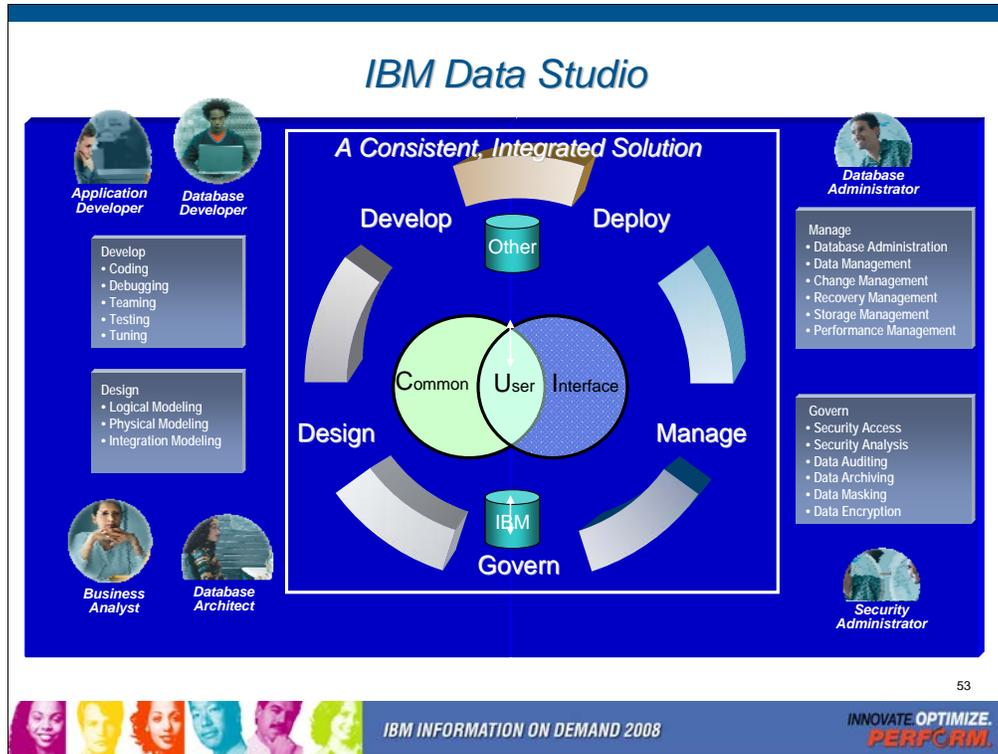 IBM Data Studio
A Consistent, Integrated Solution
Application
Developer
Database
Developer
Database
Administrator
Develop
Deploy
Other
Develop
• Coding
• Debugging
• Teaming
• Testing
• Tuning
Manage
• Database Administration
• Data Management
• Change Management
• Recovery Management
• Storage Management
• Performance Management
Common
User
Interface
Design
• Logical Modeling
• Physical Modeling
• Integration Modeling
Design
Manage
Govern
• Security Access
• Security Analysis
• Data Auditing
• Data Archiving
• Data Masking
• Data Encryption
IBM
Govern
Business
Analyst
Database
Architect
Security
Administrator
53
IBM INFORMATION ON DEMAND 2008
INNOVATE.OPTIMIZE.
PERFORM.